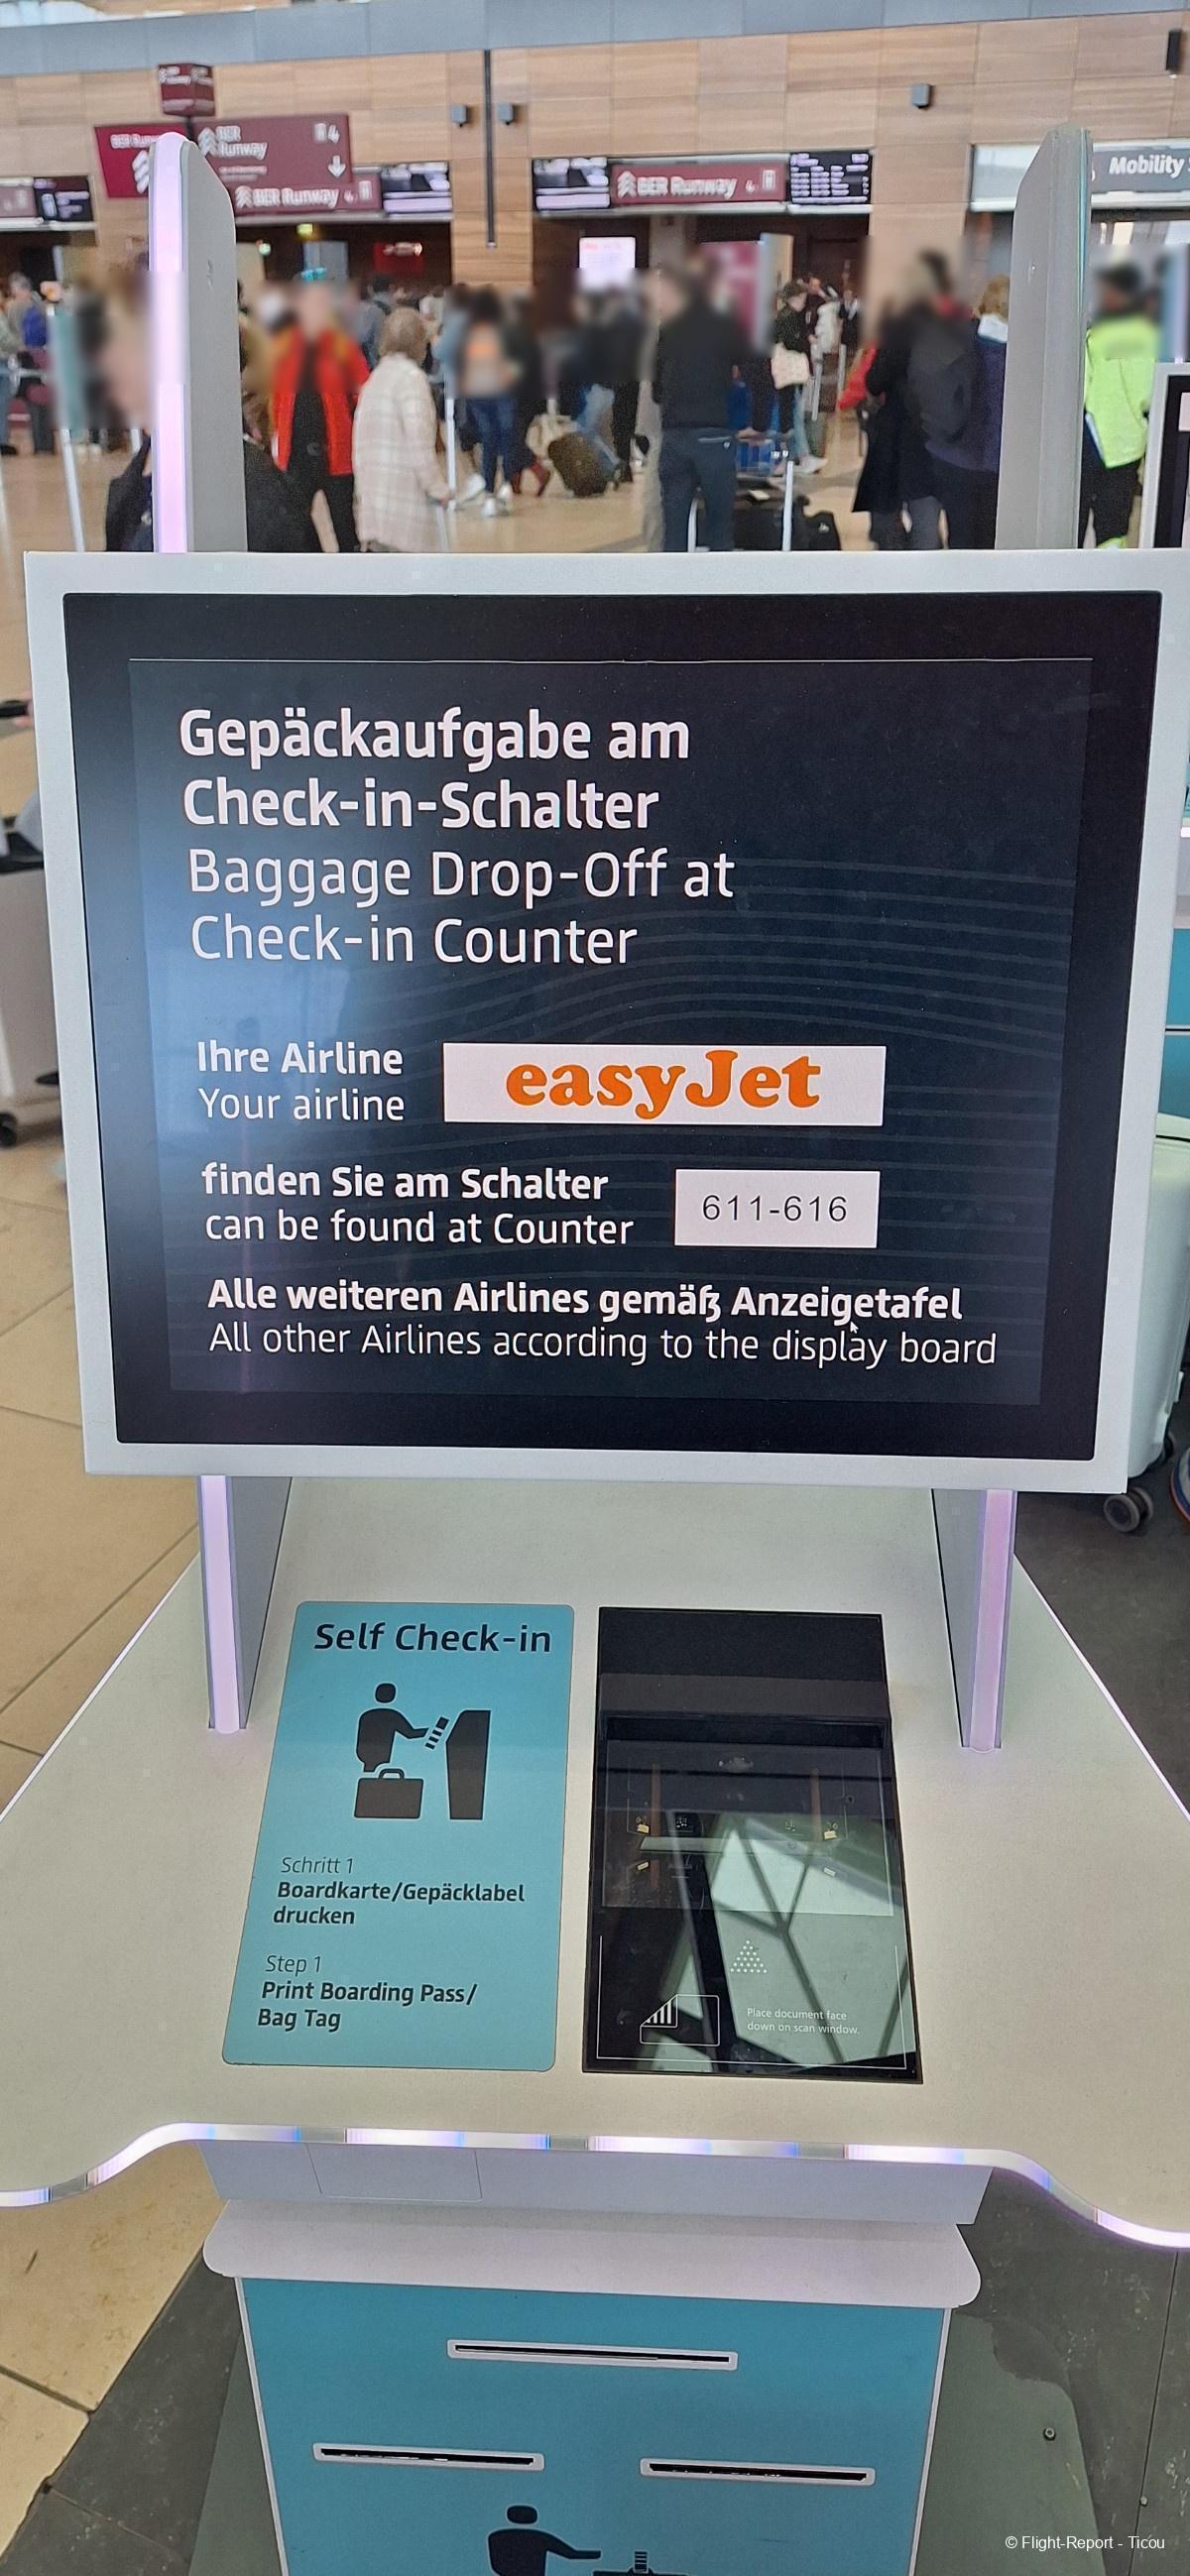 BER
Runway
4
BER Runway
BER Runway
Mobility
Gepäckaufgabe am
Check-in-Schalter
Baggage Drop-Off at
Check-in Counter
Ihre Airline
Your airline
easyJet
finden Sie am Schalter
can be found at Counter
611-616
Alle weiteren Airlines gemäß Anzeigetafel
All other Airlines according to the display board
Self Check-in
Schritt 1
Boardkarte/Gepäcklabel
drucken
Step 1
Print Boarding Pass/
Bag Tag
Place document face
down on scan window.
© Flight-Report - Ticou